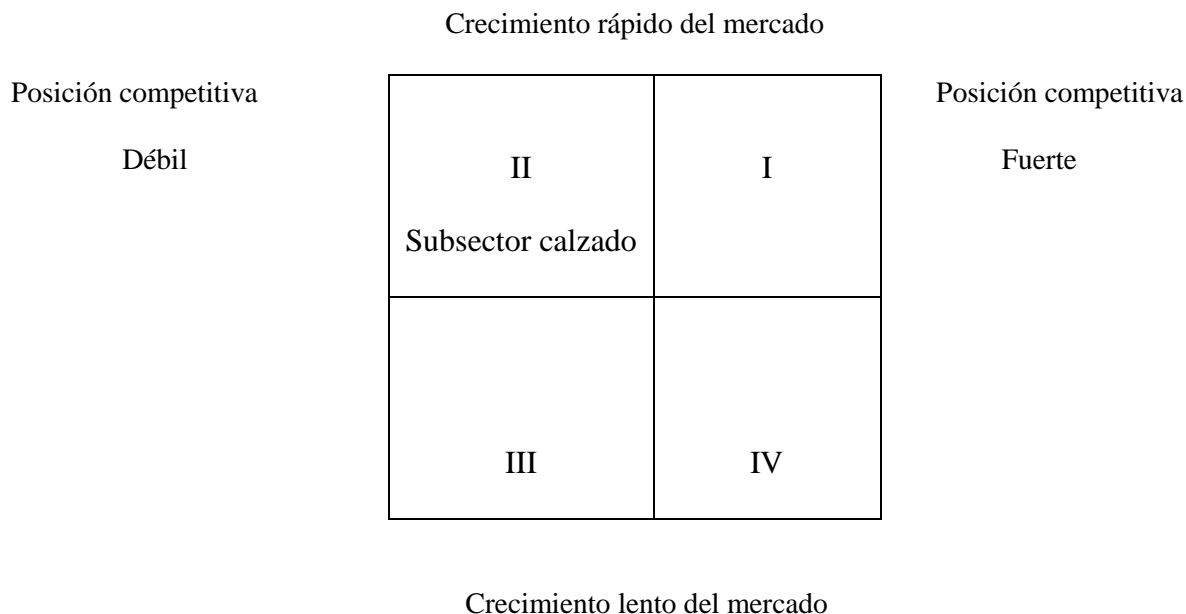 Crecimiento rápido del mercado
Posición competitiva
Débil
Posición competitiva
Fuerte
II
Subsector calzado
I
III
IV
Crecimiento lento del mercado